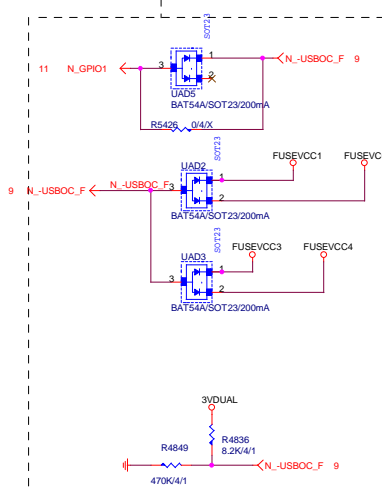 SOT23
11 N_GPIO1 3 1 N_-USBOC_F 9
2
UAD5
BAT54A/SOT23/200mA
R5426 0/4/X
SOT23
UAD2 FUSEVCC1 FUSEVC
9 N_-USBOC_F N_-USBOC_F 3 1
2
BAT54A/SOT23/200mA
SOT23
UAD3 FUSEVCC3 FUSEVCC4
3 1
2
BAT54A/SOT23/200mA
3VDUAL
R4849 R4836
8.2K/4/1
N_-USBOC_F 9
470K/4/1